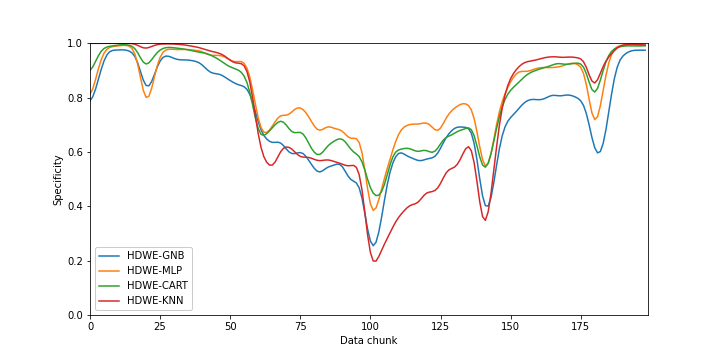 1.0
0.8
0.6
0.4
0.2
0.0
Specificity
HDWE-GNB
HDWE-MLP
HDWE-CART
HDWE-KNN
0 25 50 75 100 125 150 175
Data chunk